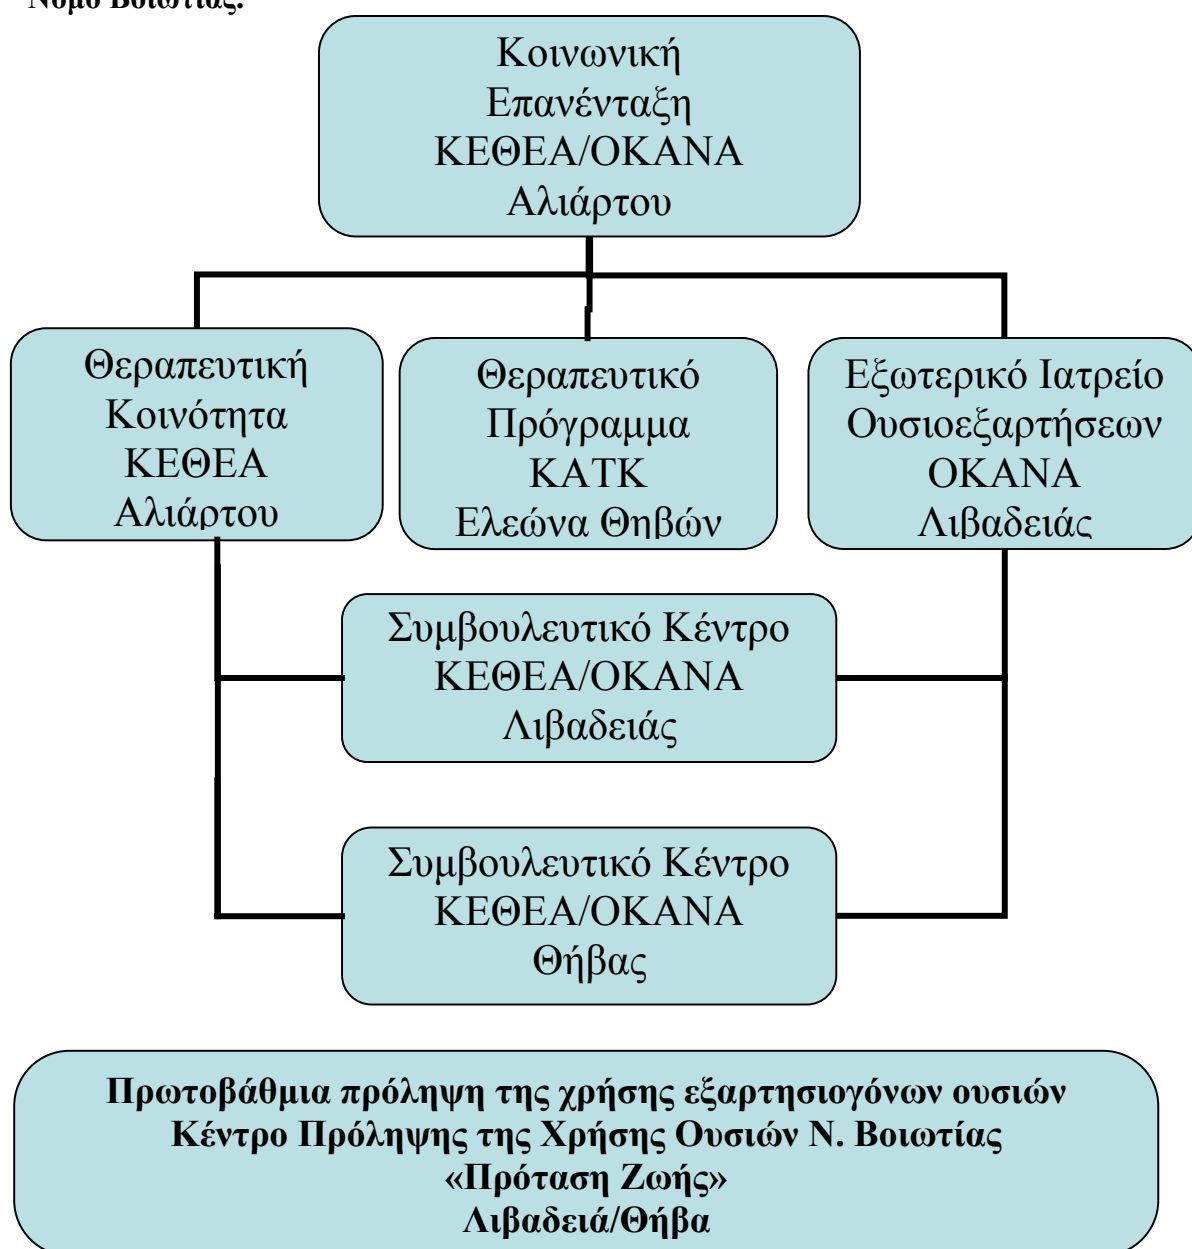 Νομό Βοιωτίας.
Κοινωνική
Επανένταξη
ΚΕΘΕΑ/ΟΚΑΝΑ
Αλιάρτου
Θεραπευτική
Κοινότητα
ΚΕΘΕΑ
Αλιάρτου
Θεραπευτικό
Πρόγραμμα
ΚΑΤΚ
Ελεώνα Θηβών
Εξωτερικό Ιατρείο
Ουσιοεξαρτήσεων
ΟΚΑΝΑ
Λιβαδειάς
Συμβουλευτικό Κέντρο
ΚΕΘΕΑ/ΟΚΑΝΑ
Λιβαδειάς
Συμβουλευτικό Κέντρο
ΚΕΘΕΑ/ΟΚΑΝΑ
Θήβας
Πρωτοβάθμια πρόληψη της χρήσης εξαρτησιογόνων ουσιών
Κέντρο Πρόληψης της Χρήσης Ουσιών Ν. Βοιωτίας
«Πρόταση Ζωής»
Λιβαδειά/Θήβα